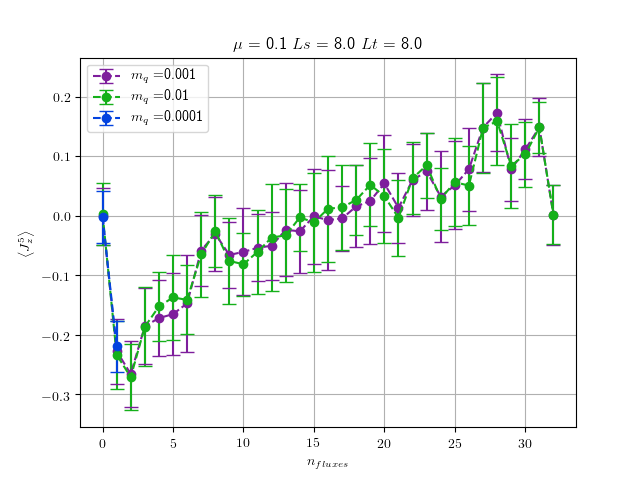 μ = 0.1 Ls = 8.0 Lt = 8.0
m_q =0.001
m_q =0.01
m_q =0.0001
0.2
0.1
0.0
−0.1
−0.2
−0.3
⟨J_z^5⟩
0 5 10 15 20 25 30
n_{fluxes}